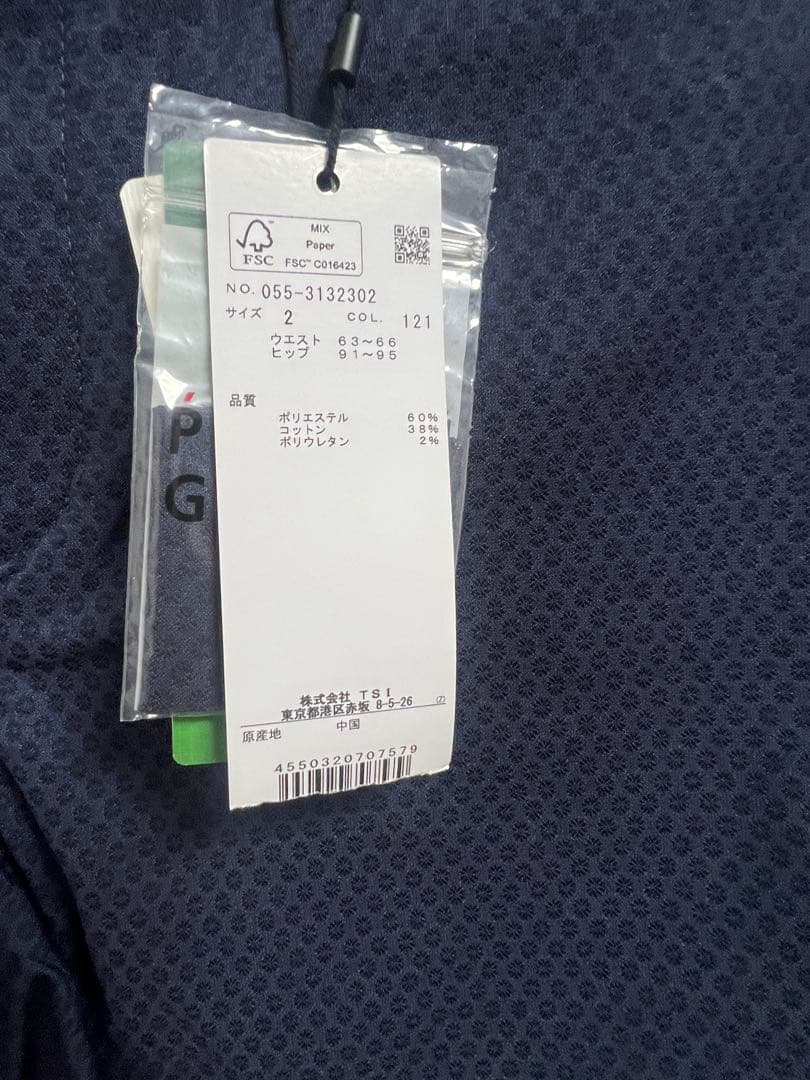 MIX
Paper
FSC™ C016423
FSC™
NO. 055-3132302
サイズ 2 COL. 121
ウエスト 63～66
ヒップ 91～95
品質
ポリエステル 60%
コットン 38%
ポリウレタン 2%
株式会社 TSI
東京都港区赤坂 8-5-26
原産地 中国
4550320707579
P
G